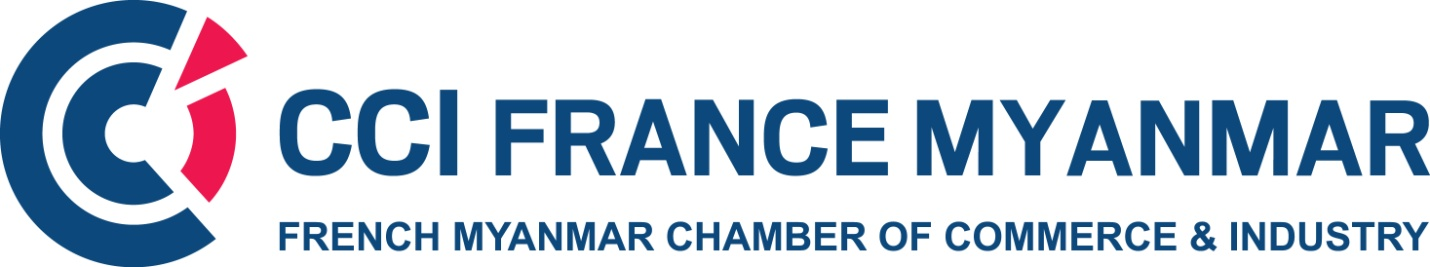 CCI FRANCE MYANMAR
FRENCH MYANMAR CHAMBER OF COMMERCE & INDUSTRY